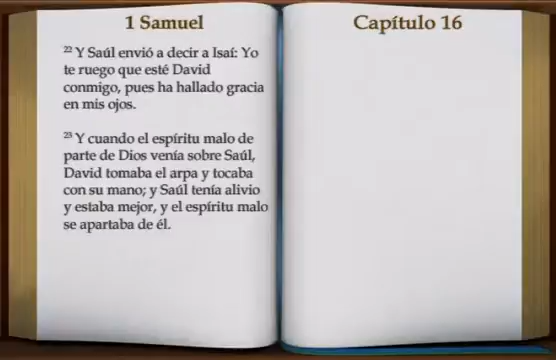 1 Samuel
22 Y Saúl envió a decir a Isaí: Yo
te ruego que esté David
conmigo, pues ha hallado gracia
en mis ojos.
23 Y cuando el espíritu malo de
parte de Dios venía sobre Saúl,
David tomaba el arpa y tocaba
con su mano; y Saúl tenía alivio
y estaba mejor, y el espíritu malo
se apartaba de él.
Capítulo 16